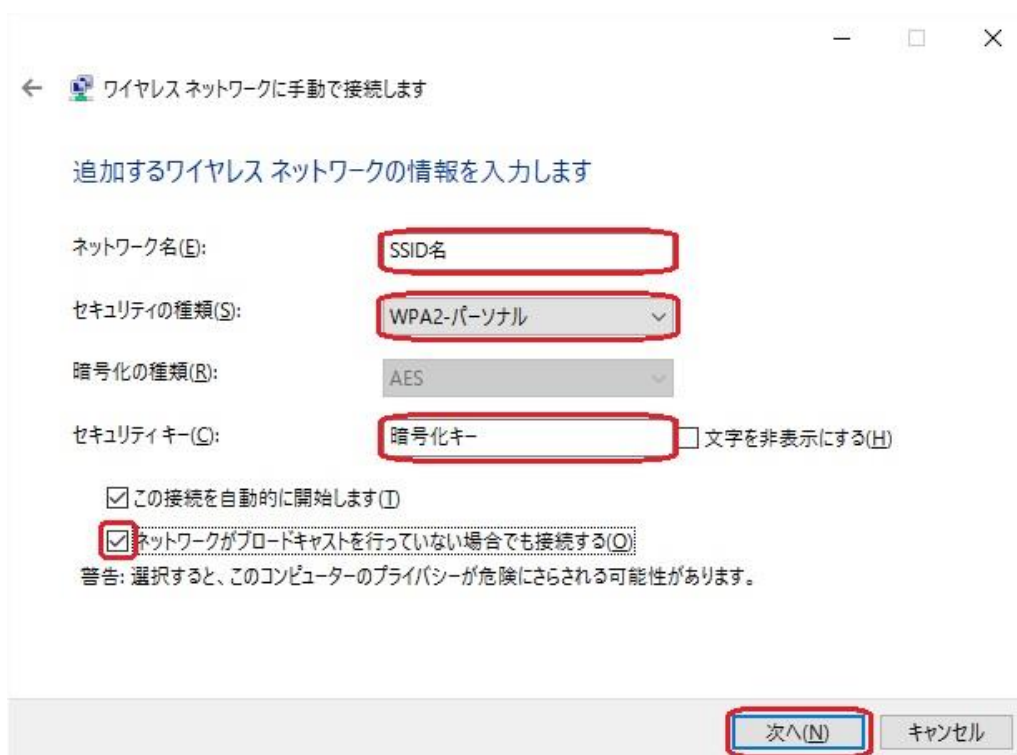 ワイヤレス ネットワークに手動で接続します
追加するワイヤレス ネットワークの情報を入力します
ネットワーク名(E): SSID名
セキュリティの種類(S): WPA2-パーソナル
暗号化の種類(R): AES
セキュリティ キー(C): 暗号化キー 文字を非表示にする(H)
この接続を自動的に開始します(T)
ネットワークがブロードキャストを行っていない場合でも接続する(O)
警告: 選択すると、このコンピューターのプライバシーが危険にさらされる可能性があります。
次へ(N) キャンセル